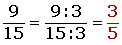 9/15 = 9:3/15:3 = 3/5